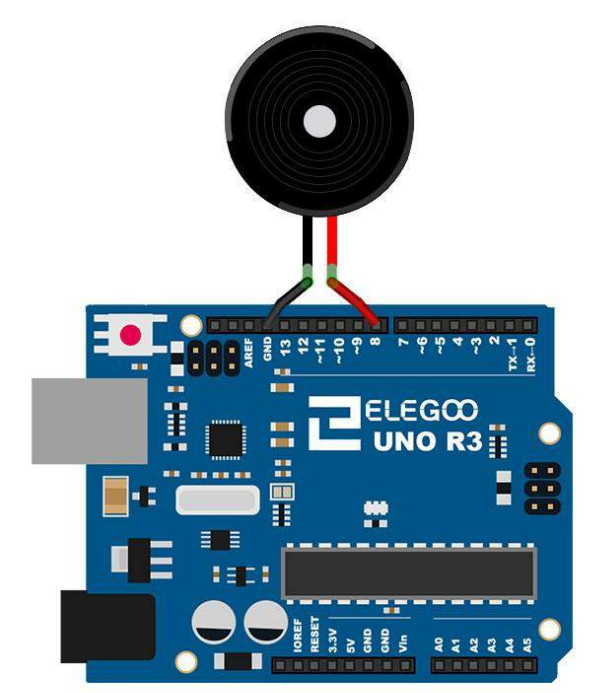 AREF
GND
13
12
~11
~10
~9
8
7
~6
~5
4
~3
2
TX→1
RX←0
ELEGOO
UNO R3
IOREF
RESET
3.3V
5V
GND
GND
Vin
A0
A1
A2
A3
A4
A5